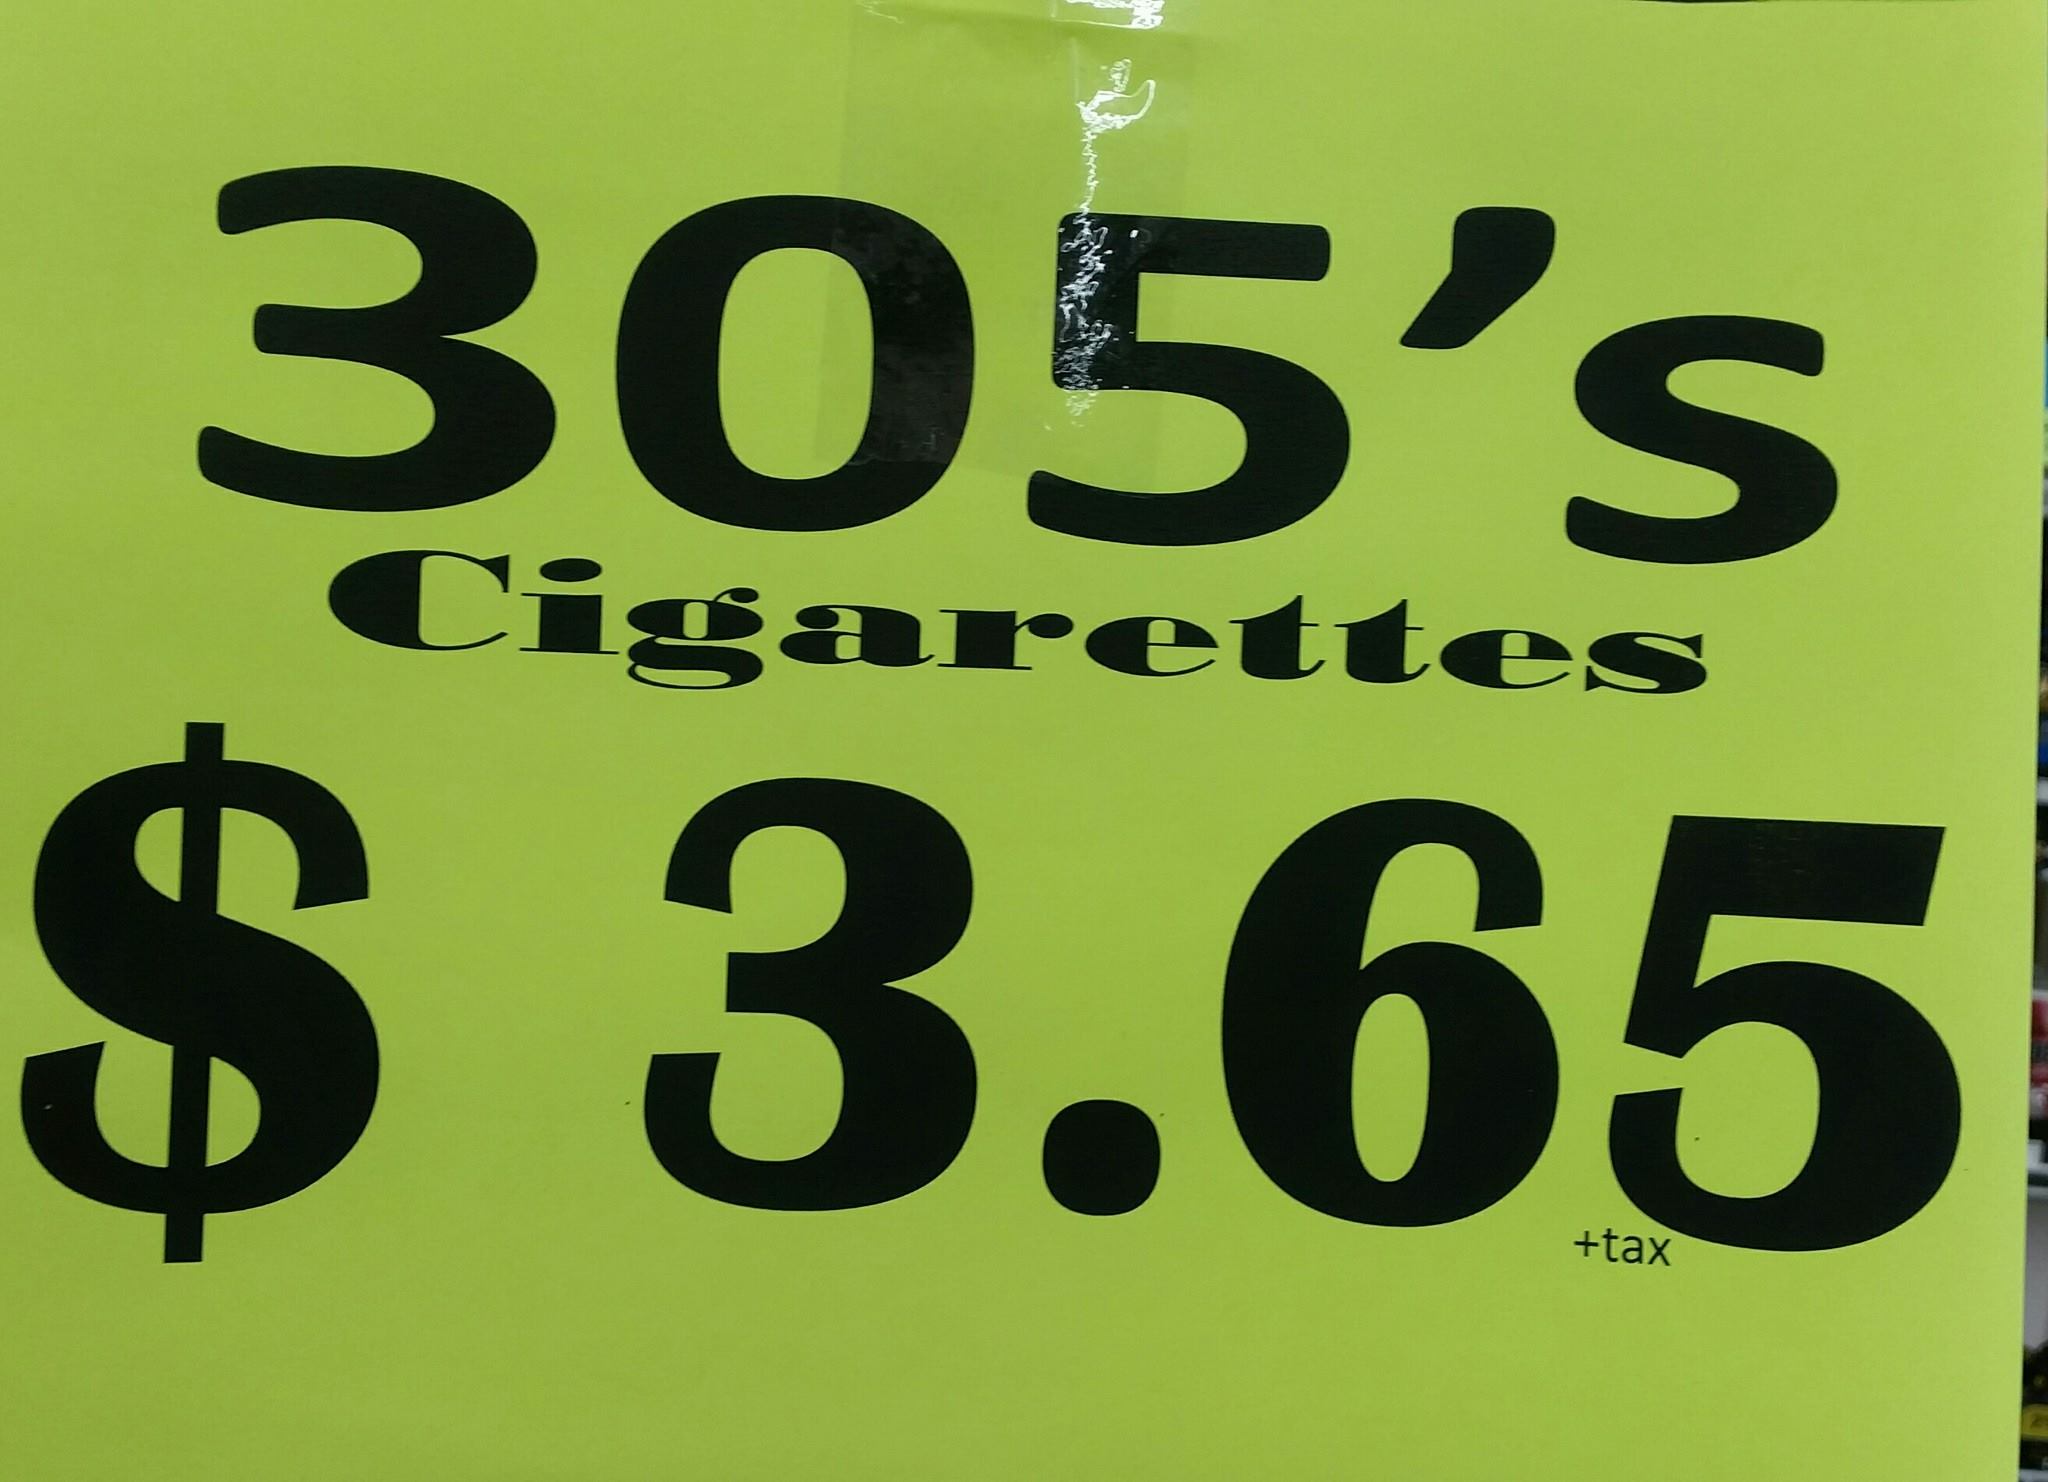 305's
Cigarettes
$ 3.65
+tax